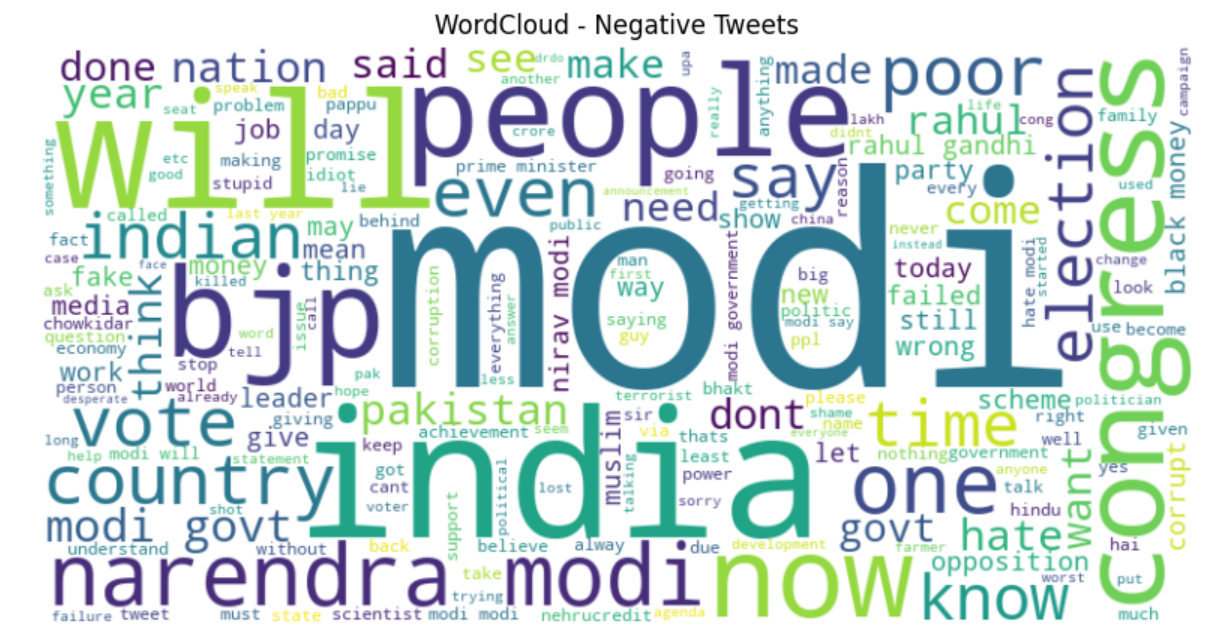 WordCloud - Negative Tweets
done nation said see drdo make upa made poor congress campaign
year speak bad another anything
seat problem pappu people really life
will job day crore lakh rahul cong family
etc making promise didnt rahul gandhi
something good stupid idiot lie prime minister going say reason party election black money
even announcement getting every used
called last year may behind need show china come
indian public never
fact mean modi man big instead hate modi started change
case face money thing nirav modi first way today
fake killed corruption everything new failed look
ask think bjp issue call saying modi government politic still use become
media word answer guy modi say
chowkidar ppl wrong
question tell
economy stop less
work world pak bhakt
person already leader hope terrorist please scheme politician
desperate giving pakistan muslim sir dont shame time right
vote achievement seem via name given
long give india everyone well
help modi will keep thats let nothing government corrupt
statement least anyone yes
country got political talking power one want
cant lost talk
shot voter support sorry hindu
modi govt govt hate hai
understand without back believe alway due development farmer opposition
narendra modi take now know worst put
trying
failure tweet must state scientist modi modi nehrucredit agenda much